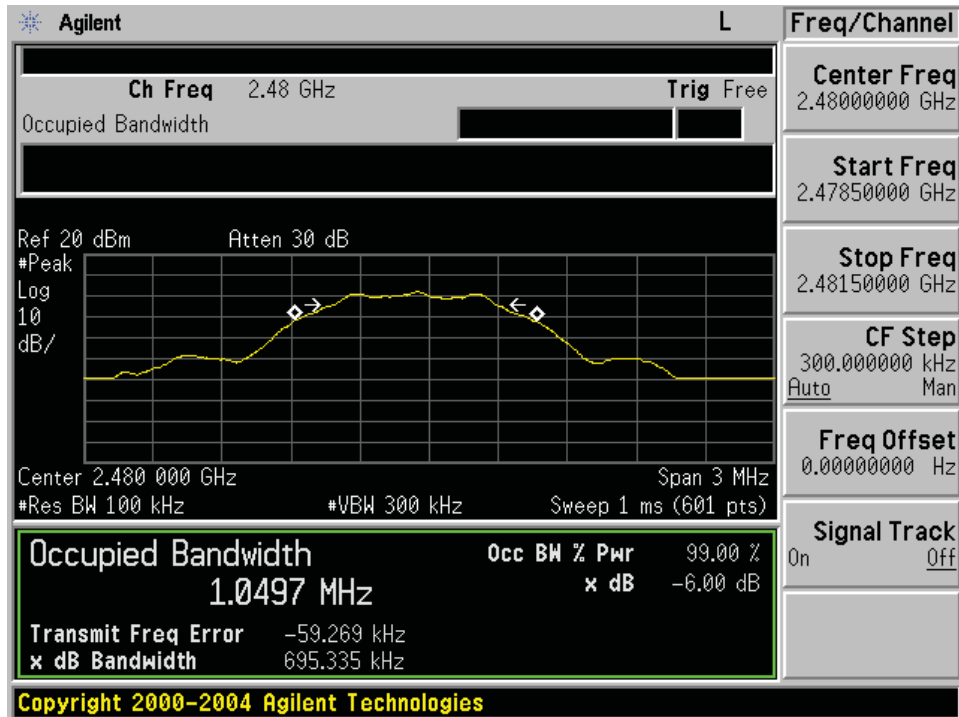 Agilent L
Ch Freq 2.48 GHz Trig Free
Occupied Bandwidth
Ref 20 dBm Atten 30 dB
#Peak
Log
10
dB/
Center 2.480 000 GHz Span 3 MHz
#Res BW 100 kHz #VBW 300 kHz Sweep 1 ms (601 pts)
Occupied Bandwidth Occ BW % Pwr 99.00 %
1.0497 MHz x dB -6.00 dB
Transmit Freq Error -59.269 kHz
x dB Bandwidth 695.335 kHz
Copyright 2000-2004 Agilent Technologies
Freq/Channel
Center Freq
2.48000000 GHz
Start Freq
2.47850000 GHz
Stop Freq
2.48150000 GHz
CF Step
300.000000 kHz
Auto Man
Freq Offset
0.00000000 Hz
Signal Track
On Off